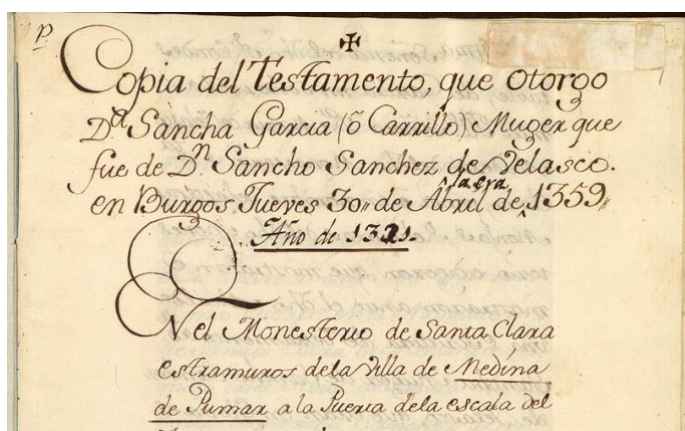 P.
✠
Copia del Testamento, que otorgo
Dª Sancha Garcia (ô Carrillo) Muger que
fue de Dⁿ Sancho Sanchez de Velasco.
en Burgos Jueves 30,, de Abril de la era 1359,,
Año de 1321.
En el Monesterio de Santa Clara
estramuros dela Villa de Medina
de Pumar a la Puerta dela escala del